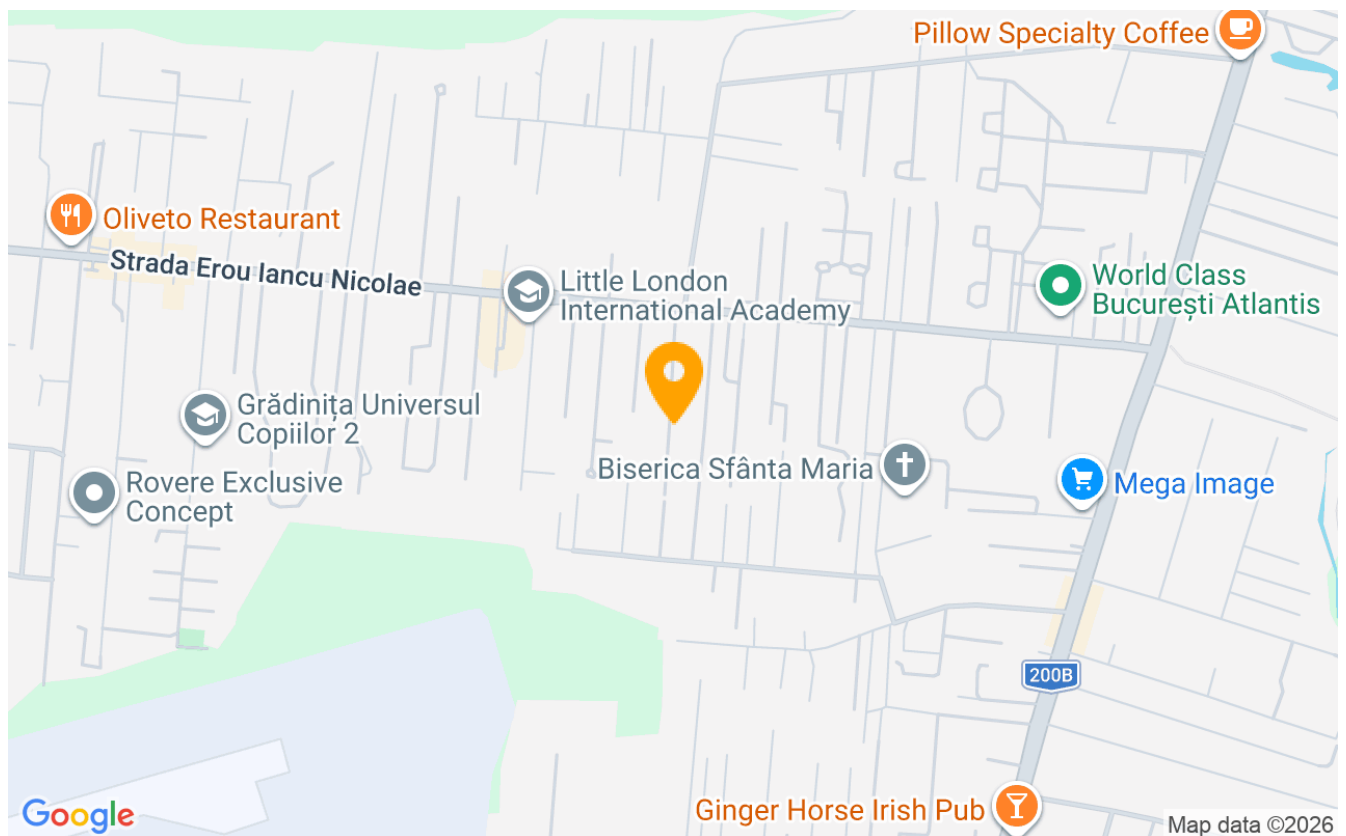 Pillow Specialty Coffee
Oliveto Restaurant
Strada Erou Iancu Nicolae
Little London
International Academy
World Class
București Atlantis
Grădinița Universul
Copiilor 2
Biserica Sfânta Maria
Rovere Exclusive
Concept
Mega Image
200B
Ginger Horse Irish Pub
Google
Map data ©2026